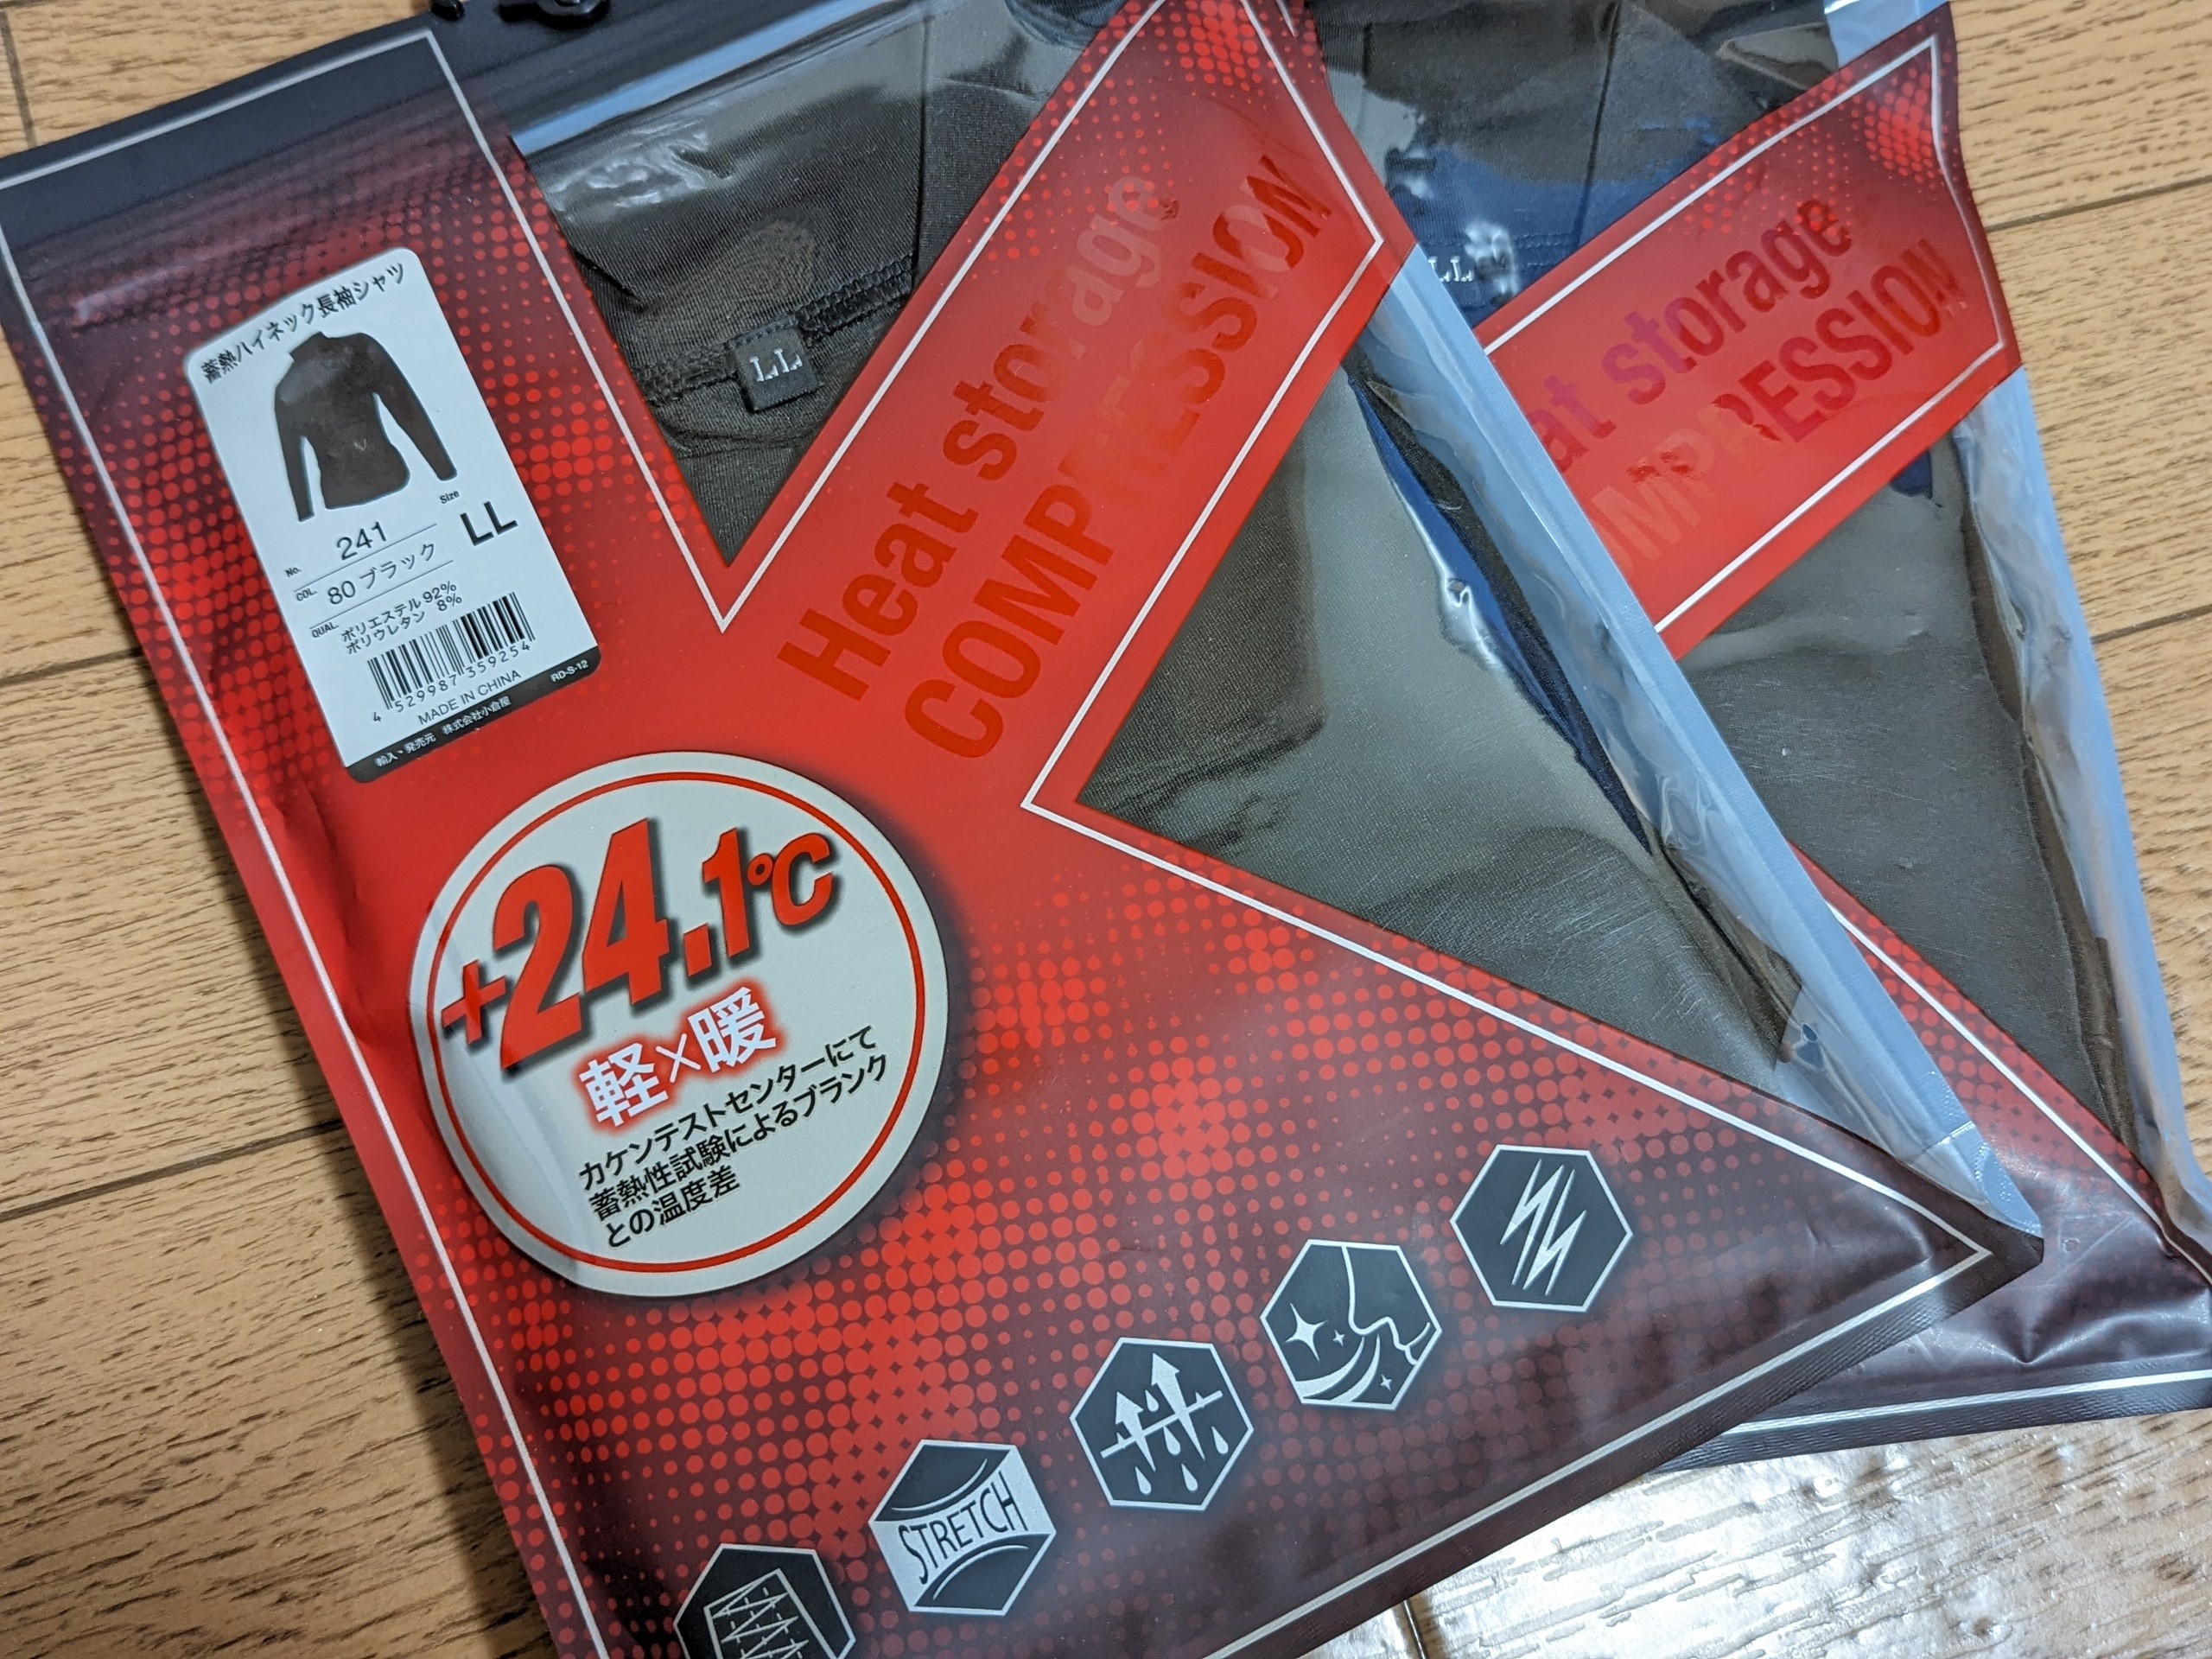 蓄熱ハイネック長袖シャツ
No. 241
Size LL
COL. 80 ブラック
QUAL. ポリエステル 92%
ポリウレタン 8%
4 529987 359254
MADE IN CHINA
RD-S-12
輸入・発売元 株式会社小倉屋
LL
Heat storage
COMPRESSION
LL
at storage
OMPRESSION
+24.1℃
軽×暖
カケンテストセンターにて
蓄熱性試験によるブランク
との温度差
STRETCH